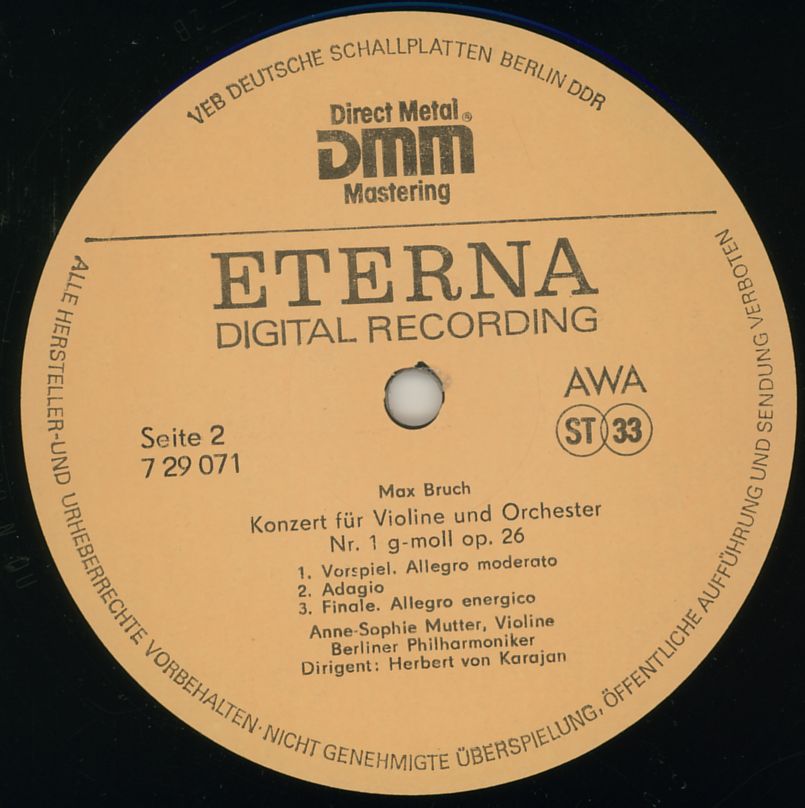 VEB DEUTSCHE SCHALLPLATTEN BERLIN DDR
Direct Metal ®
DMM
Mastering
ETERNA
DIGITAL RECORDING
AWA
ST 33
Seite 2
7 29 071
Max Bruch
Konzert für Violine und Orchester
Nr. 1 g-moll op. 26
1. Vorspiel. Allegro moderato
2. Adagio
3. Finale. Allegro energico
Anne-Sophie Mutter, Violine
Berliner Philharmoniker
Dirigent: Herbert von Karajan
ALLE HERSTELLER-UND URHEBERRECHTE VORBEHALTEN·NICHT GENEHMIGTE ÜBERSPIELUNG, ÖFFENTLICHE AUFFÜHRUNG UND SENDUNG VERBOTEN